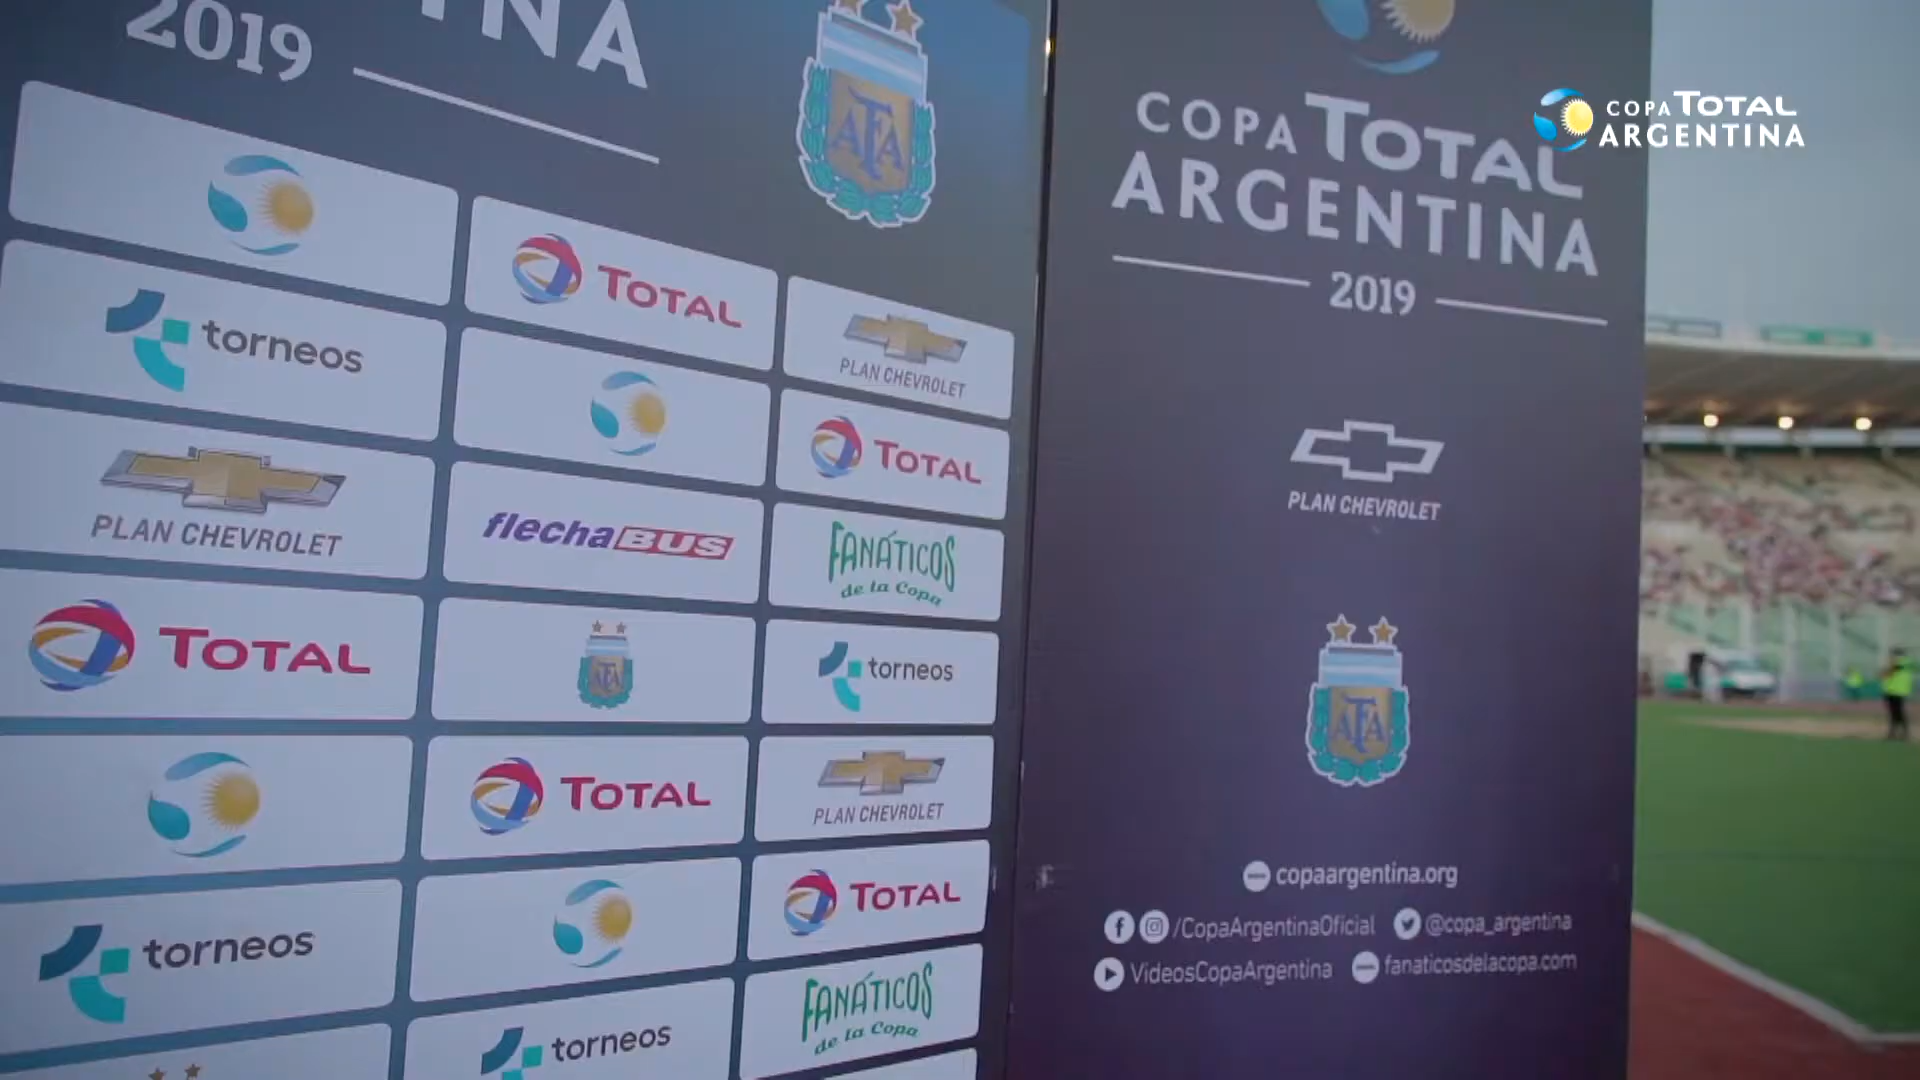 2019
AFA
TOTAL
torneos
PLAN CHEVROLET
TOTAL
PLAN CHEVROLET
flechaBUS
FANÁTICOS
de la Copa
TOTAL
AFA
torneos
TOTAL
PLAN CHEVROLET
torneos
TOTAL
torneos
FANÁTICOS
de la Copa
COPA TOTAL
ARGENTINA
2019
PLAN CHEVROLET
AFA
copaargentina.org
/CopaArgentinaOficial @copa_argentina
VideosCopaArgentina fanaticosdelacopa.com
COPA TOTAL
ARGENTINA